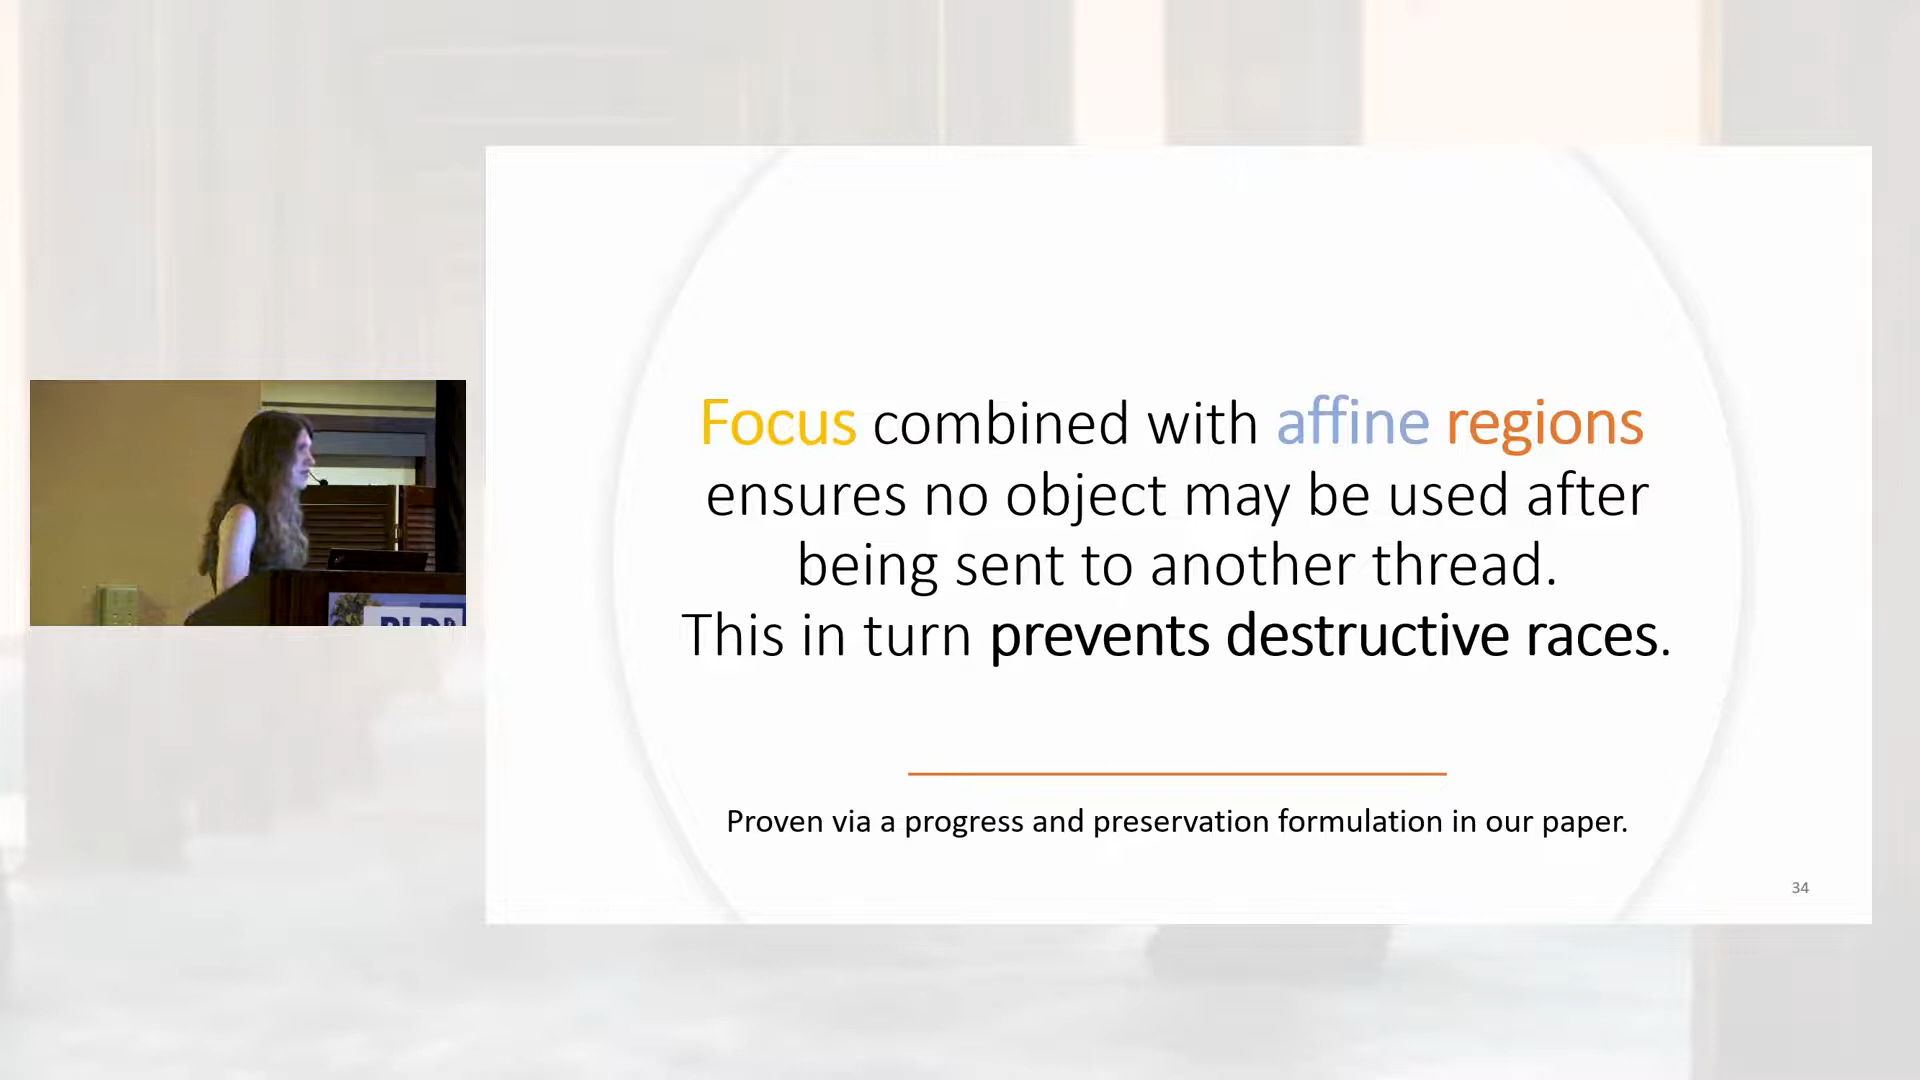 Focus combined with affine regions
ensures no object may be used after
being sent to another thread.
This in turn prevents destructive races.
Proven via a progress and preservation formulation in our paper.
34